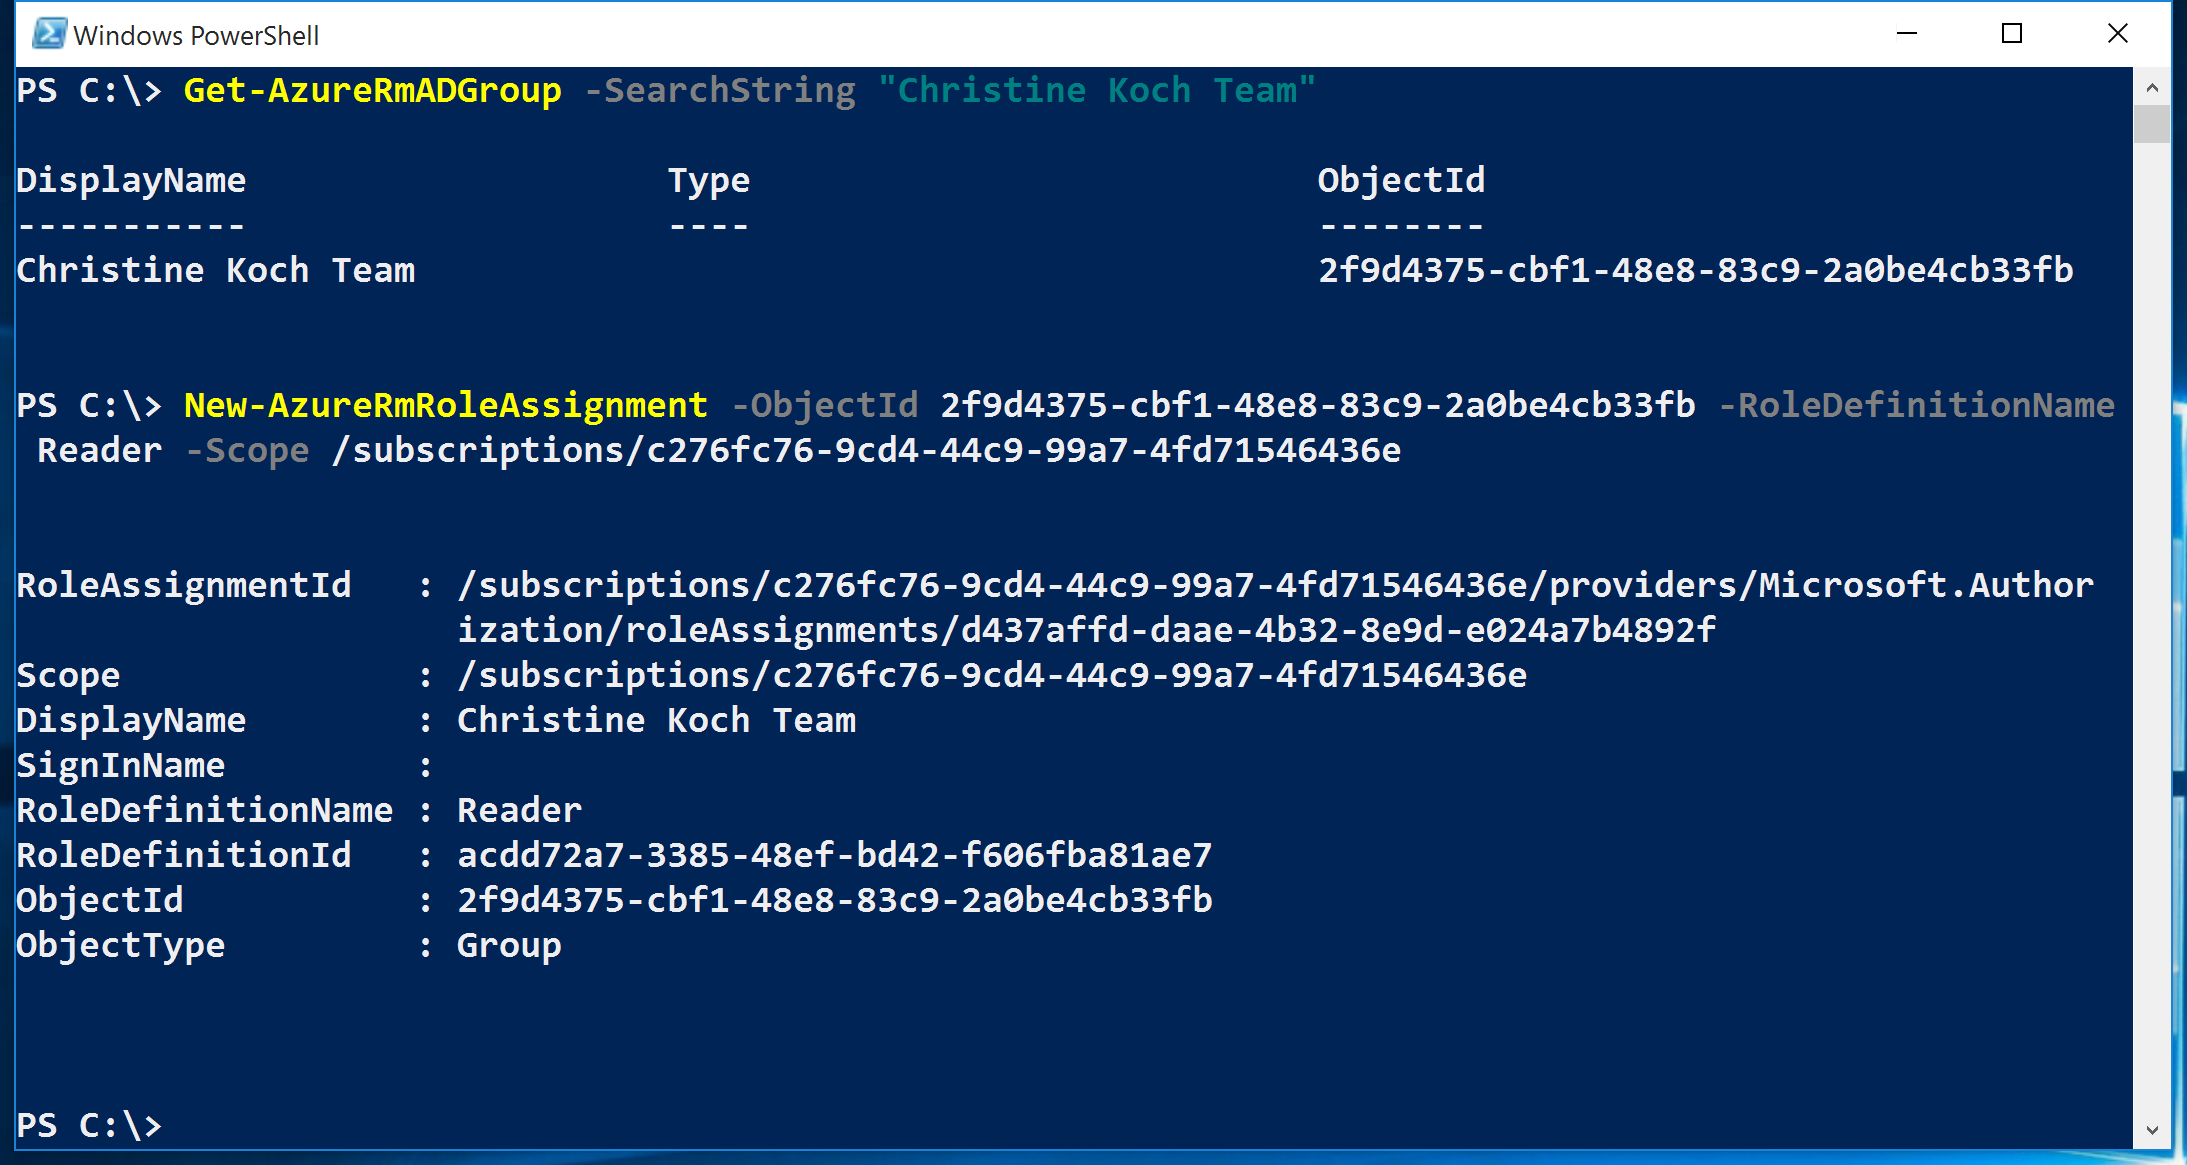 Windows PowerShell
PS C:\> Get-AzureRmADGroup -SearchString "Christine Koch Team"
DisplayName Type ObjectId
----------- ---- --------
Christine Koch Team 2f9d4375-cbf1-48e8-83c9-2a0be4cb33fb
PS C:\> New-AzureRmRoleAssignment -ObjectId 2f9d4375-cbf1-48e8-83c9-2a0be4cb33fb -RoleDefinitionName
Reader -Scope /subscriptions/c276fc76-9cd4-44c9-99a7-4fd71546436e
RoleAssignmentId : /subscriptions/c276fc76-9cd4-44c9-99a7-4fd71546436e/providers/Microsoft.Author
ization/roleAssignments/d437affd-daae-4b32-8e9d-e024a7b4892f
Scope : /subscriptions/c276fc76-9cd4-44c9-99a7-4fd71546436e
DisplayName : Christine Koch Team
SignInName :
RoleDefinitionName : Reader
RoleDefinitionId : acdd72a7-3385-48ef-bd42-f606fba81ae7
ObjectId : 2f9d4375-cbf1-48e8-83c9-2a0be4cb33fb
ObjectType : Group
PS C:\>